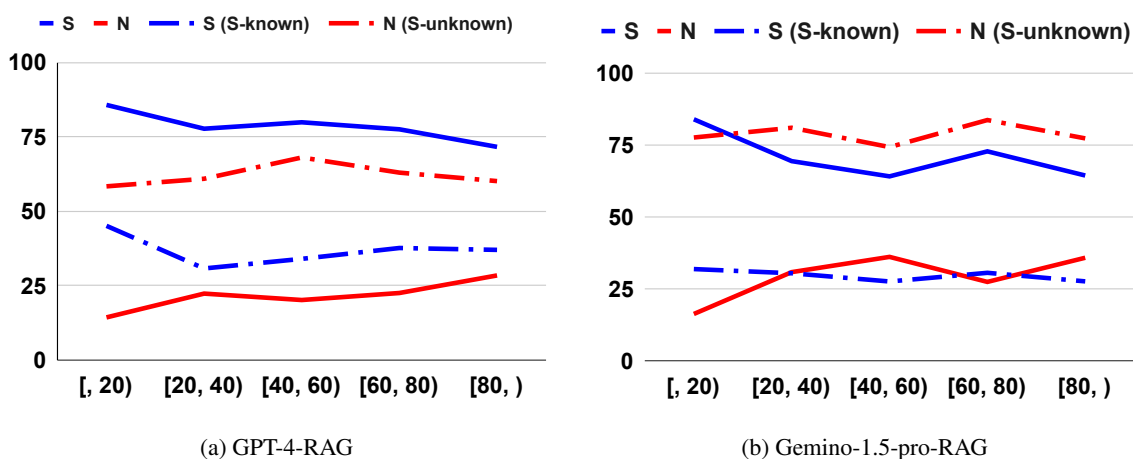 S N S (S-known) N (S-unknown)
100
75
50
25
0
[, 20) [20, 40) [40, 60) [60, 80) [80, )
(a) GPT-4-RAG
S N S (S-known) N (S-unknown)
100
75
50
25
0
[, 20) [20, 40) [40, 60) [60, 80) [80, )
(b) Gemino-1.5-pro-RAG